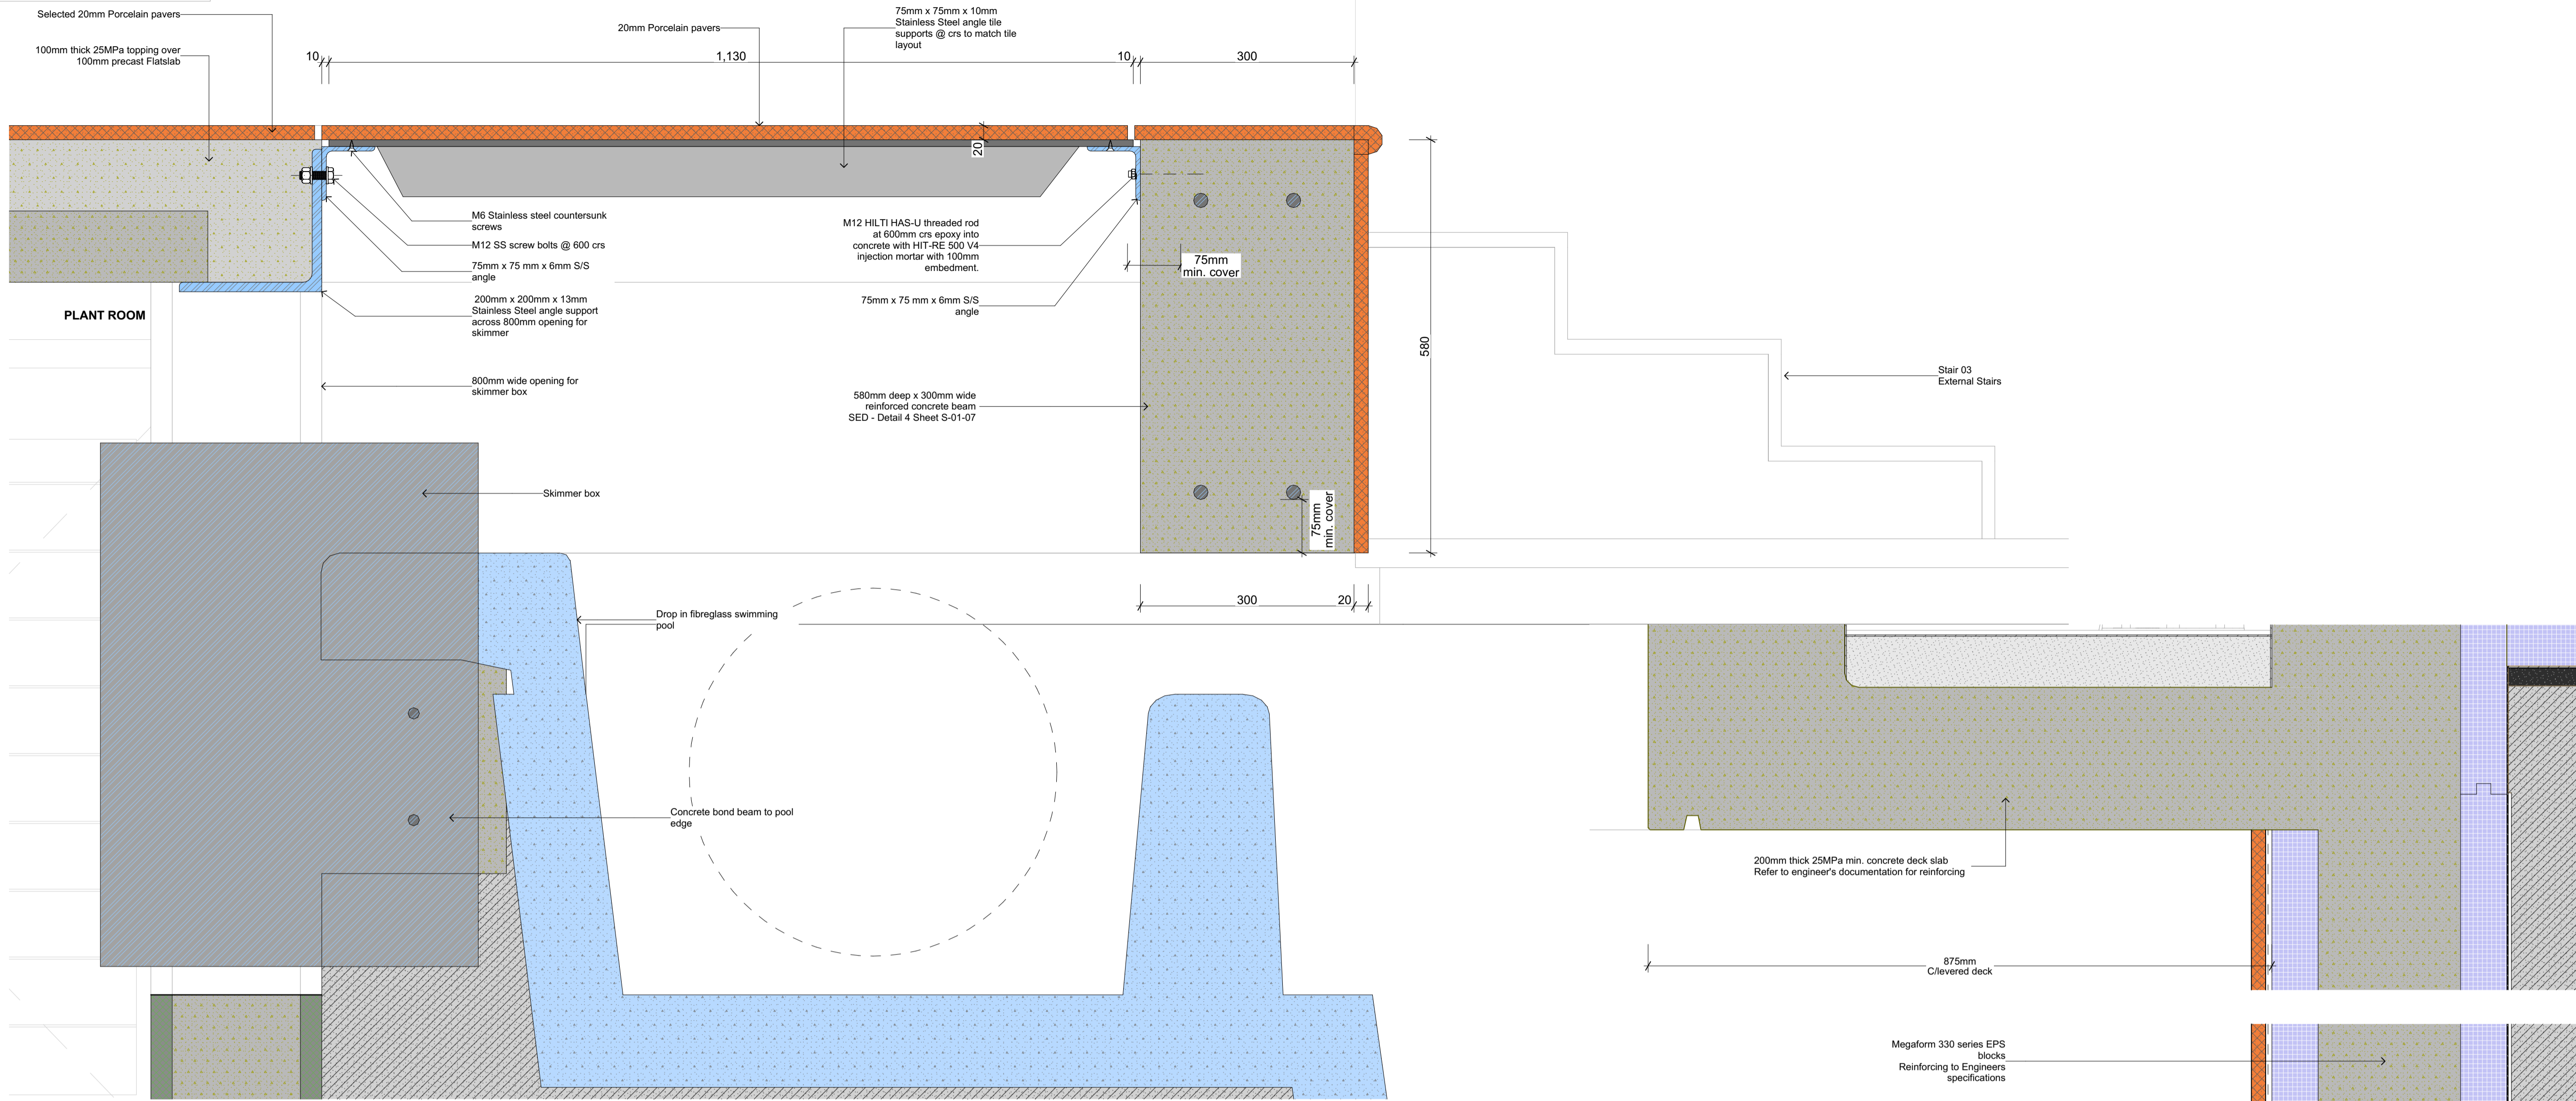 Selected 20mm Porcelain pavers
100mm thick 25MPa topping over
100mm precast Flatslab
20mm Porcelain pavers
75mm x 75mm x 10mm
Stainless Steel angle tile
supports @ crs to match tile
layout
10
1,130
10
300
20
M6 Stainless steel countersunk
screws
M12 SS screw bolts @ 600 crs
75mm x 75 mm x 6mm S/S
angle
200mm x 200mm x 13mm
Stainless Steel angle support
across 800mm opening for
skimmer
M12 HILTI HAS-U threaded rod
at 600mm crs epoxy into
concrete with HIT-RE 500 V4
injection mortar with 100mm
embedment.
75mm
min. cover
75mm x 75 mm x 6mm S/S
angle
PLANT ROOM
580
800mm wide opening for
skimmer box
580mm deep x 300mm wide
reinforced concrete beam
SED - Detail 4 Sheet S-01-07
Stair 03
External Stairs
Skimmer box
75mm
min. cover
300
20
Drop in fibreglass swimming
pool
Concrete bond beam to pool
edge
200mm thick 25MPa min. concrete deck slab
Refer to engineer's documentation for reinforcing
875mm
C/levered deck
Megaform 330 series EPS
blocks
Reinforcing to Engineers
specifications